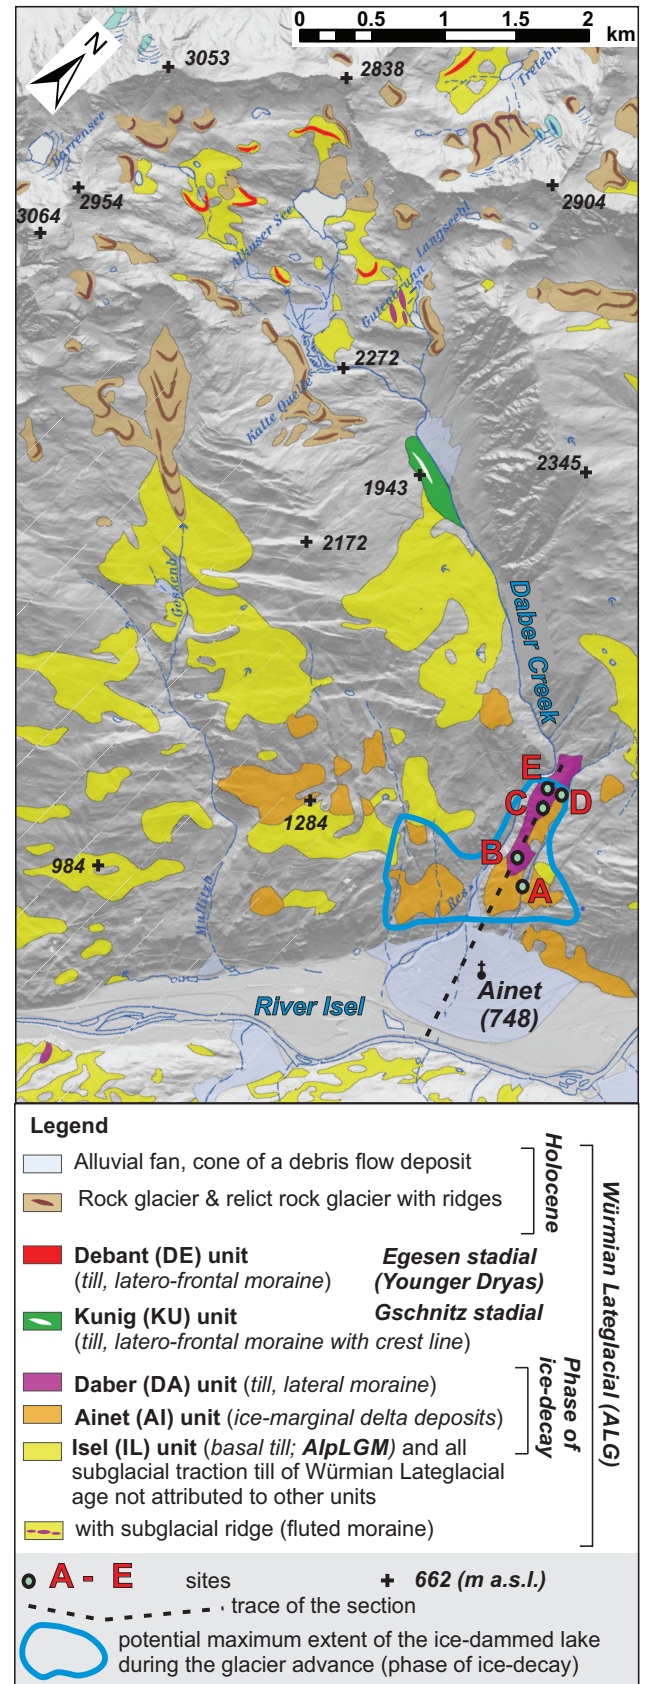 N
0 0.5 1 1.5 2
km
3053
2838
Barrensee
2954
2904
3064
Alkuser See
Langseebl
Gutenbrunn
2272
Kalte Quelle
1943
2345
2172
Gossenb
Daber Creek
E
C
D
1284
B
984
A
Mullitzb
River Isel
Ainet
(748)
Legend
Alluvial fan, cone of a debris flow deposit
Rock glacier & relict rock glacier with ridges
Holocene
Debant (DE) unit
(till, latero-frontal moraine)
Egesen stadial
(Younger Dryas)
Kunig (KU) unit
(till, latero-frontal moraine with crest line)
Gschnitz stadial
Daber (DA) unit (till, lateral moraine)
Ainet (AI) unit (ice-marginal delta deposits)
Isel (IL) unit (basal till; AlpLGM) and all
subglacial traction till of Würmian Lateglacial
age not attributed to other units
Phase of
ice-decay
with subglacial ridge (fluted moraine)
Würmian Lateglacial (ALG)
A - E sites
662 (m a.s.l.)
trace of the section
potential maximum extent of the ice-dammed lake
during the glacier advance (phase of ice-decay)